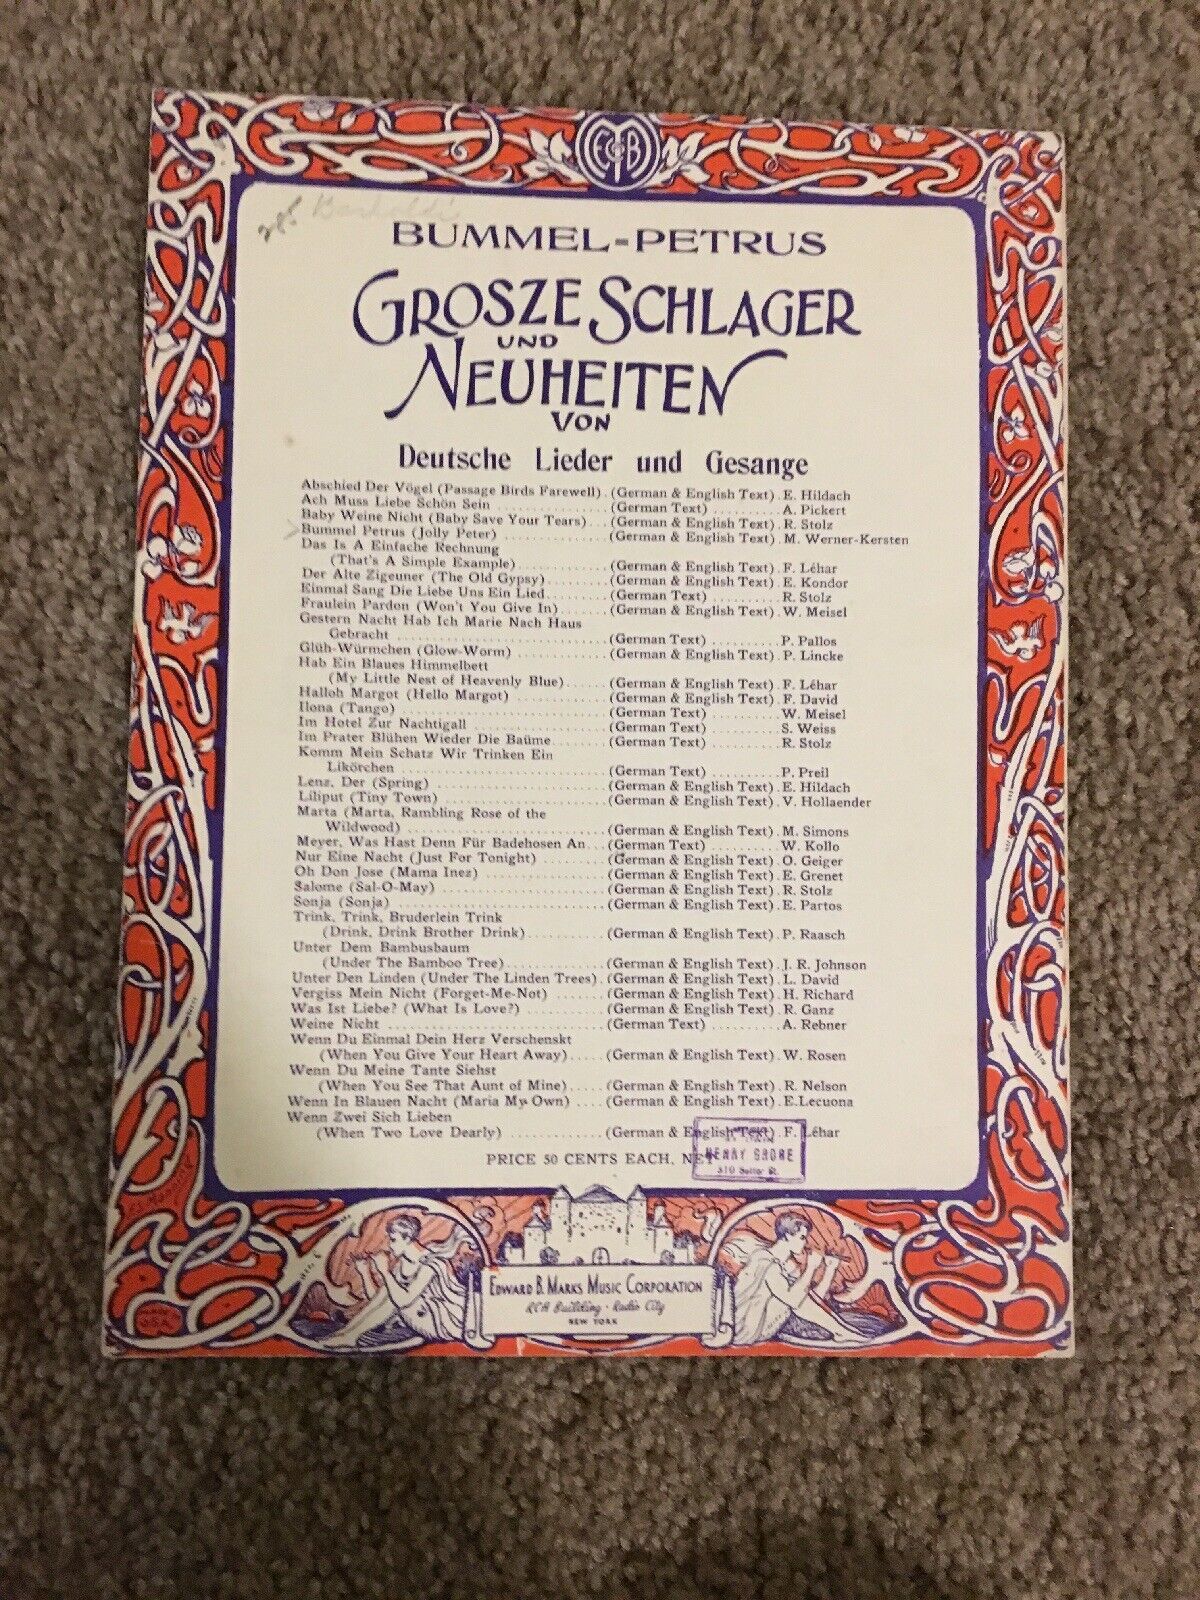 EMB
BUMMEL=PETRUS
GROSZE SCHLAGER
UND
NEUHEITEN
VON
Deutsche Lieder und Gesange
Abschied Der Vögel (Passage Birds Farewell) . (German & English Text) . E. Hildach
Ach Muss Liebe Schön Sein .............. (German Text) .......... A. Pickert
Baby Weine Nicht (Baby Save Your Tears) ... (German & English Text) . R. Stolz
Bummel Petrus (Jolly Peter) ............. (German & English Text) . M. Werner-Kersten
Das Is A Einfache Rechnung
(That's A Simple Example) .................. (German & English Text) . F. Léhar
Der Alte Zigeuner (The Old Gypsy) ........ (German & English Text) . E. Kondor
Einmal Sang Die Liebe Uns Ein Lied ........ (German Text) .......... R. Stolz
Fraulein Pardon (Won't You Give In) ...... (German & English Text) . W. Meisel
Gestern Nacht Hab Ich Marie Nach Haus
Gebracht ........................... (German Text) .......... P. Pallos
Glüh-Würmchen (Glow-Worm) ............. (German & English Text) . P. Lincke
Hab Ein Blaues Himmelbett
(My Little Nest of Heavenly Blue) ..... (German & English Text) . F. Léhar
Halloh Margot (Hello Margot) ............ (German & English Text) . F. David
Ilona (Tango) ........................... (German Text) .......... W. Meisel
Im Hotel Zur Nachtigall ................. (German Text) .......... S. Weiss
Im Prater Blühen Wieder Die Baüme ....... (German Text) .......... R. Stolz
Komm Mein Schatz Wir Trinken Ein
Likörchen ........................... (German Text) .......... P. Preil
Lenz, Der (Spring) ...................... (German & English Text) . E. Hildach
Liliput (Tiny Town) ..................... (German & English Text) . V. Hollaender
Marta (Marta, Rambling Rose of the
Wildwood) .......................... (German & English Text) . M. Simons
Meyer, Was Hast Denn Für Badehosen An ... (German Text) .......... W. Kollo
Nur Eine Nacht (Just For Tonight) ........ (German & English Text) . O. Geiger
Oh Don Jose (Mama Inez) ................ (German & English Text) . E. Grenet
Salome (Sal-O-May) ...................... (German & English Text) . R. Stolz
Sonja (Sonja) ............................ (German & English Text) . E. Partos
Trink, Trink, Bruderlein Trink
(Drink, Drink Brother Drink) .......... (German & English Text) . P. Raasch
Unter Dem Bambusbaum
(Under The Bamboo Tree) ............. (German & English Text) . J. R. Johnson
Unter Den Linden (Under The Linden Trees) . (German & English Text) . L. David
Vergiss Mein Nicht (Forget-Me-Not) ....... (German & English Text) . H. Richard
Was Ist Liebe? (What Is Love?) .......... (German & English Text) . R. Ganz
Weine Nicht ............................ (German Text) .......... A. Rebner
Wenn Du Einmal Dein Herz Verschenskt
(When You Give Your Heart Away) ..... (German & English Text) . W. Rosen
Wenn Du Meine Tante Siehst
(When You See That Aunt of Mine) ..... (German & English Text) . R. Nelson
Wenn In Blauen Nacht (Maria My Own) .... (German & English Text) . E. Lecuona
Wenn Zwei Sich Lieben
(When Two Love Dearly) ............. (German & English Text) . F. Léhar
PRICE 50 CENTS EACH, NET
HENRY GROBE
EDWARD B. MARKS MUSIC CORPORATION
RCA Building · Radio City
NEW YORK
U.S.A.